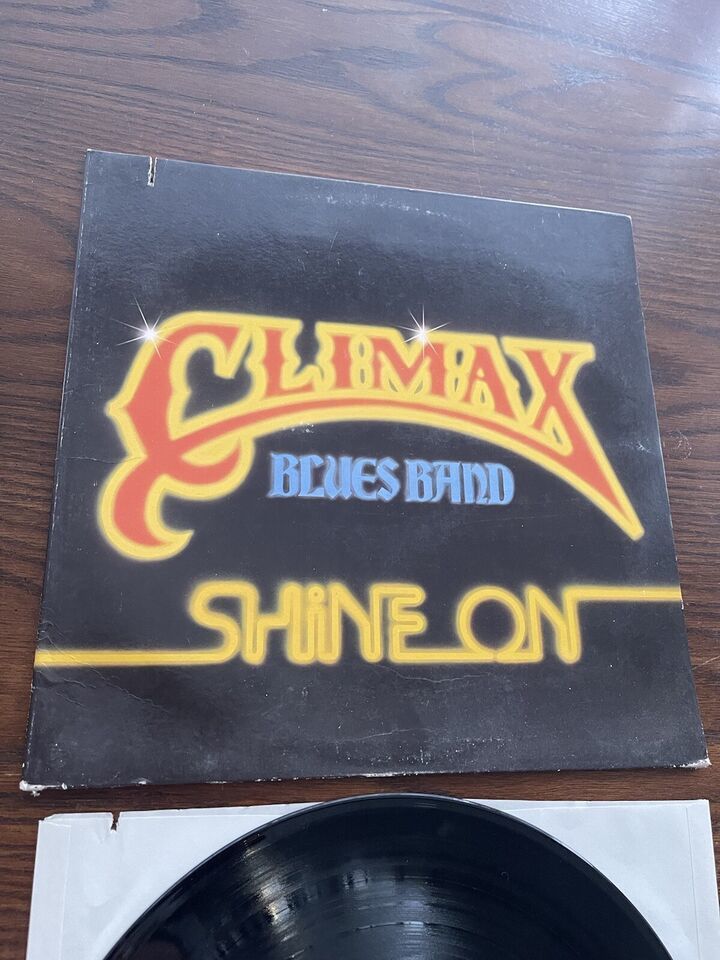 CLIMAX
BLUES BAND
SHiNE ON